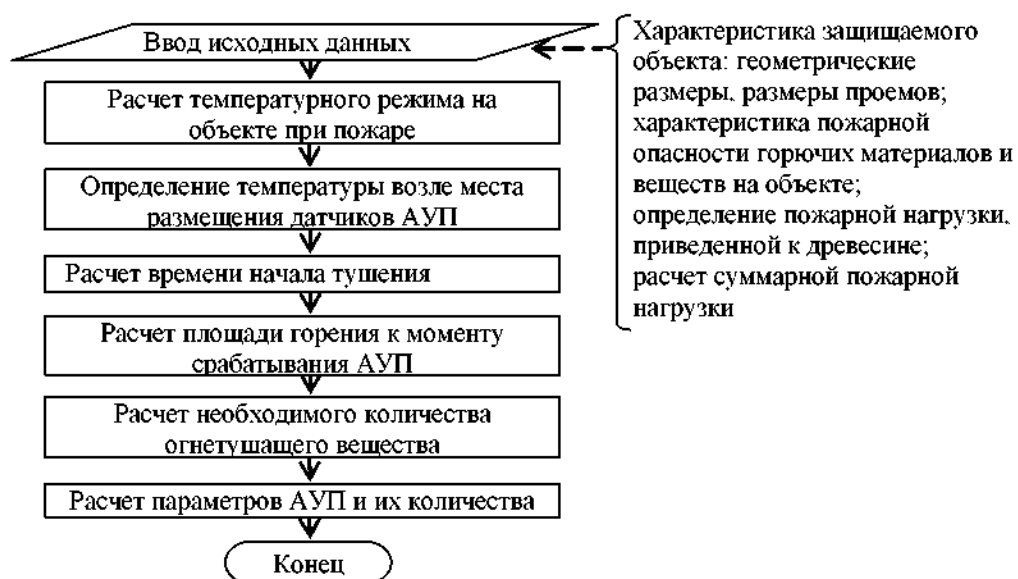 Ввод исходных данных
Расчет температурного режима на
объекте при пожаре
Определение температуры возле места
размещения датчиков АУП
Расчет времени начала тушения
Расчет площади горения к моменту
срабатывания АУП
Расчет необходимого количества
огнетушащего вещества
Расчет параметров АУП и их количества
Конец
Характеристика защищаемого
объекта: геометрические
размеры, размеры проемов;
характеристика пожарной
опасности горючих материалов и
веществ на объекте;
определение пожарной нагрузки,
приведенной к древесине;
расчет суммарной пожарной
нагрузки